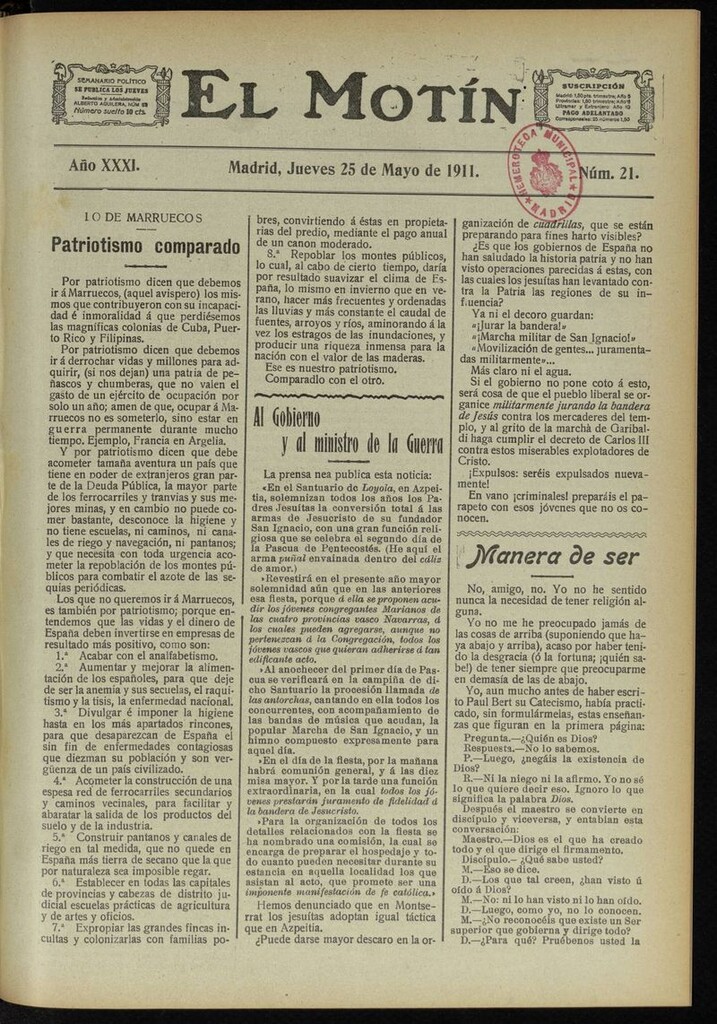 SEMANARIO POLÍTICO
SE PUBLICA LOS JUEVES
Redacción y administración
ALBERTO AGUILERA, NÚM 52
Número suelto 10 cts.
EL MOTÍN
SUSCRIPCIÓN
PAGO ADELANTADO
HEMEROTECA MUNICIPAL
MADRID
Año XXXI.
Madrid, Jueves 25 de Mayo de 1911.
Núm. 21.
DE MARRUECOS
Patriotismo comparado
Por patriotismo dicen que debemos
ir á Marruecos, (aquel avispero) los mis-
mos que contribuyeron con su incapaci-
dad é inmoralidad á que perdiésemos
las magníficas colonias de Cuba, Puer-
to Rico y Filipinas.
Por patriotismo dicen que debemos
ir á derrochar vidas y millones para ad-
quirir, (si nos dejan) una patria de pe-
ñascos y chumberas, que no valen el
gasto de un ejército de ocupación por
solo un año; amen de que, ocupar á Ma-
rruecos no es someterlo, sino estar en
guerra permanente durante mucho
tiempo. Ejemplo, Francia en Argelia.
Y por patriotismo dicen que debe
acometer tamaña aventura un país que
tiene en poder de extranjeros gran par-
te de la Deuda Pública, la mayor parte
de los ferrocarriles y tranvias y sus me-
jores minas, y en cambio no puede co-
mer bastante, desconoce la higiene y
no tiene escuelas, ni caminos, ni cana-
les de riego y navegación, ni pantanos;
y que necesita con toda urgencia aco-
meter la repoblación de los montes pú-
blicos para combatir el azote de las se-
quías periódicas.
Los que no queremos ir á Marruecos,
es también por patriotismo; porque en-
tendemos que las vidas y el dinero de
España deben invertirse en empresas de
resultado más positivo, como son:
1.ª Acabar con el analfabetismo.
2.ª Aumentar y mejorar la alimen-
tación de los españoles, para que deje
de ser la anemia y sus secuelas, el raqui-
tismo y la tisis, la enfermedad nacional.
3.ª Divulgar é imponer la higiene
hasta en los más apartados rincones,
para que desaparezcan de España el
sin fin de enfermedades contagiosas
que diezman su población y son ver-
güenza de un país civilizado.
4.ª Acometer la construcción de una
espesa red de ferrocarriles secundarios
y caminos vecinales, para facilitar y
abaratar la salida de los productos del
suelo y de la industria.
5.ª Construir pantanos y canales de
riego en tal medida, que no quede en
España más tierra de secano que la que
por naturaleza sea imposible regar.
6.ª Establecer en todas las capitales
de provincias y cabezas de distrito ju-
dicial escuelas prácticas de agricultura
y de artes y oficios.
7.ª Expropiar las grandes fincas in-
cultas y colonizarlas con familias po-
bres, convirtiendo á éstas en propieta-
rias del predio, mediante el pago anual
de un canon moderado.
8.ª Repoblar los montes públicos,
lo cual, al cabo de cierto tiempo, daría
por resultado suavizar el clima de Es-
paña, lo mismo en invierno que en ve-
rano, hacer más frecuentes y ordenadas
las lluvias y más constante el caudal de
fuentes, arroyos y ríos, aminorando á la
vez los estragos de las inundaciones, y
producir una riqueza inmensa para la
nación con el valor de las maderas.
Ese es nuestro patriotismo.
Comparadlo con el otro.
Al Gobierno
y al ministro de la Guerra
La prensa nea publica esta noticia:
«En el Santuario de Loyola, en Azpei-
tia, solemnizan todos los años los Pa-
dres Jesuítas la conversión total á las
armas de Jesucristo de su fundador
San Ignacio, con una gran función reli-
giosa que se celebra el segundo día de
la Pascua de Pentecostés. (He aquí el
arma puñal envainada dentro del cáliz
de amor.)
»Revestirá en el presente año mayor
solemnidad aún que en las anteriores
esa fiesta, porque á ella se proponen acu-
dir los jóvenes congregantes Marianos de
las cuatro provincias vasco Navarras, á
los cuales pueden agregarse, aunque no
pertenezcan á la Congregación, todos los
jóvenes vascos que quieran adherirse á tan
edificante acto.
»Al anochecer del primer día de Pas-
cua se verificará en la campiña de di-
cho Santuario la procesión llamada de
las antorchas, cantando en ella todos los
concurrentes, con acompañamiento de
las bandas de música que acudan, la
popular Marcha de San Ignacio, y un
himno compuesto expresamente para
aquel día.
»En el día de la fiesta, por la mañana
habrá comunión general, y á las diez
misa mayor. Y por la tarde una función
extraordinaria, en la cual todos los jó-
venes prestarán juramento de fidelidad á
la bandera de Jesucristo.
»Para la organización de todos los
detalles relacionados con la fiesta se
ha nombrado una comisión, la cual se
encarga de preparar el hospedaje y to-
do cuanto pueden necesitar durante su
estancia en aquella localidad los que
asistan al acto, que promete ser una
imponente manifestación de fe católica.»
Hemos denunciado que en Montse-
rrat los jesuítas adoptan igual táctica
que en Azpeitia.
¿Puede darse mayor descaro en la or-
ganización de cuadrillas, que se están
preparando para fines harto visibles?
¿Es que los gobiernos de España no
han saludado la historia patria y no han
visto operaciones parecidas á estas, con
las cuales los jesuítas han levantado con-
tra la Patria las regiones de su in-
fluencia?
Ya ni el decoro guardan:
«¡Jurar la bandera!»
«¡Marcha militar de San Ignacio!»
«Movilización de gentes... juramenta-
das militarmente»...
Más claro ni el agua.
Si el gobierno no pone coto á esto,
será cosa de que el pueblo liberal se or-
ganice militarmente jurando la bandera
de Jesús contra los mercaderes del tem-
plo, y al grito de la marcha de Garibal-
di haga cumplir el decreto de Carlos III
contra estos miserables explotadores de
Cristo.
¡Expulsos: seréis expulsados nueva-
mente!
En vano ¡criminales! preparáis el pa-
rapeto con esos jóvenes que no os co-
nocen.
Manera de ser
No, amigo, no. Yo no he sentido
nunca la necesidad de tener religión al-
guna.
Yo no me he preocupado jamás de
las cosas de arriba (suponiendo que ha-
ya abajo y arriba), acaso por haber teni-
do la desgracia (ó la fortuna; ¡quién sa-
be!) de tener siempre que preocuparme
en demasía de las de abajo.
Yo, aun mucho antes de haber escri-
to Paul Bert su Catecismo, había practi-
cado, sin formulármelas, estas enseñan-
zas que figuran en la primera página:
Pregunta.—¿Quién es Dios?
Respuesta.—No lo sabemos.
P.—Luego, ¿negáis la existencia de
Dios?
R.—Ni la niego ni la afirmo. Yo no sé
lo que quiere decir eso. Ignoro lo que
significa la palabra Dios.
Después el maestro se convierte en
discípulo y viceversa, y entablan esta
conversación:
Maestro.—Dios es el que ha creado
todo y el que dirige el firmamento.
Discípulo.—¿Qué sabe usted?
M.—Eso se dice.
D.—Los que tal creen, ¿han visto ú
oído á Dios?
M.—No: ni lo han visto ni lo han oído.
D.—Luego, como yo, no lo conocen.
M.—¿No reconocéis que existe un Ser
superior que gobierna y dirige todo?
D.—¿Para qué? Pruébenos usted la